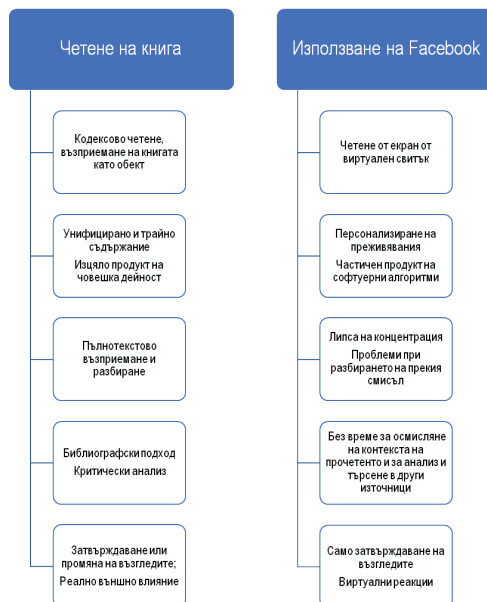 Четене на книга
Кодексово четене,
възприемане на книгата
като обект
Унифицирано и трайно
съдържание
Изцяло продукт на
човешка дейност
Пълнотекстово
възприемане и
разбиране
Библиографски подход
Критически анализ
Затвърждаване или
промяна на възгледите;
Реално външно влияние
Използване на Facebook
Четене от екран от
виртуален свитък
Персонализиране на
преживявания
Частичен продукт на
софтуерни алгоритми
Липса на концентрация
Проблеми при
разбирането на прекия
смисъл
Без време за осмисляне
на контекста на
прочетенто и за анализ и
търсене в други
източници
Само затвърждаване на
възгледите
Виртуални реакции